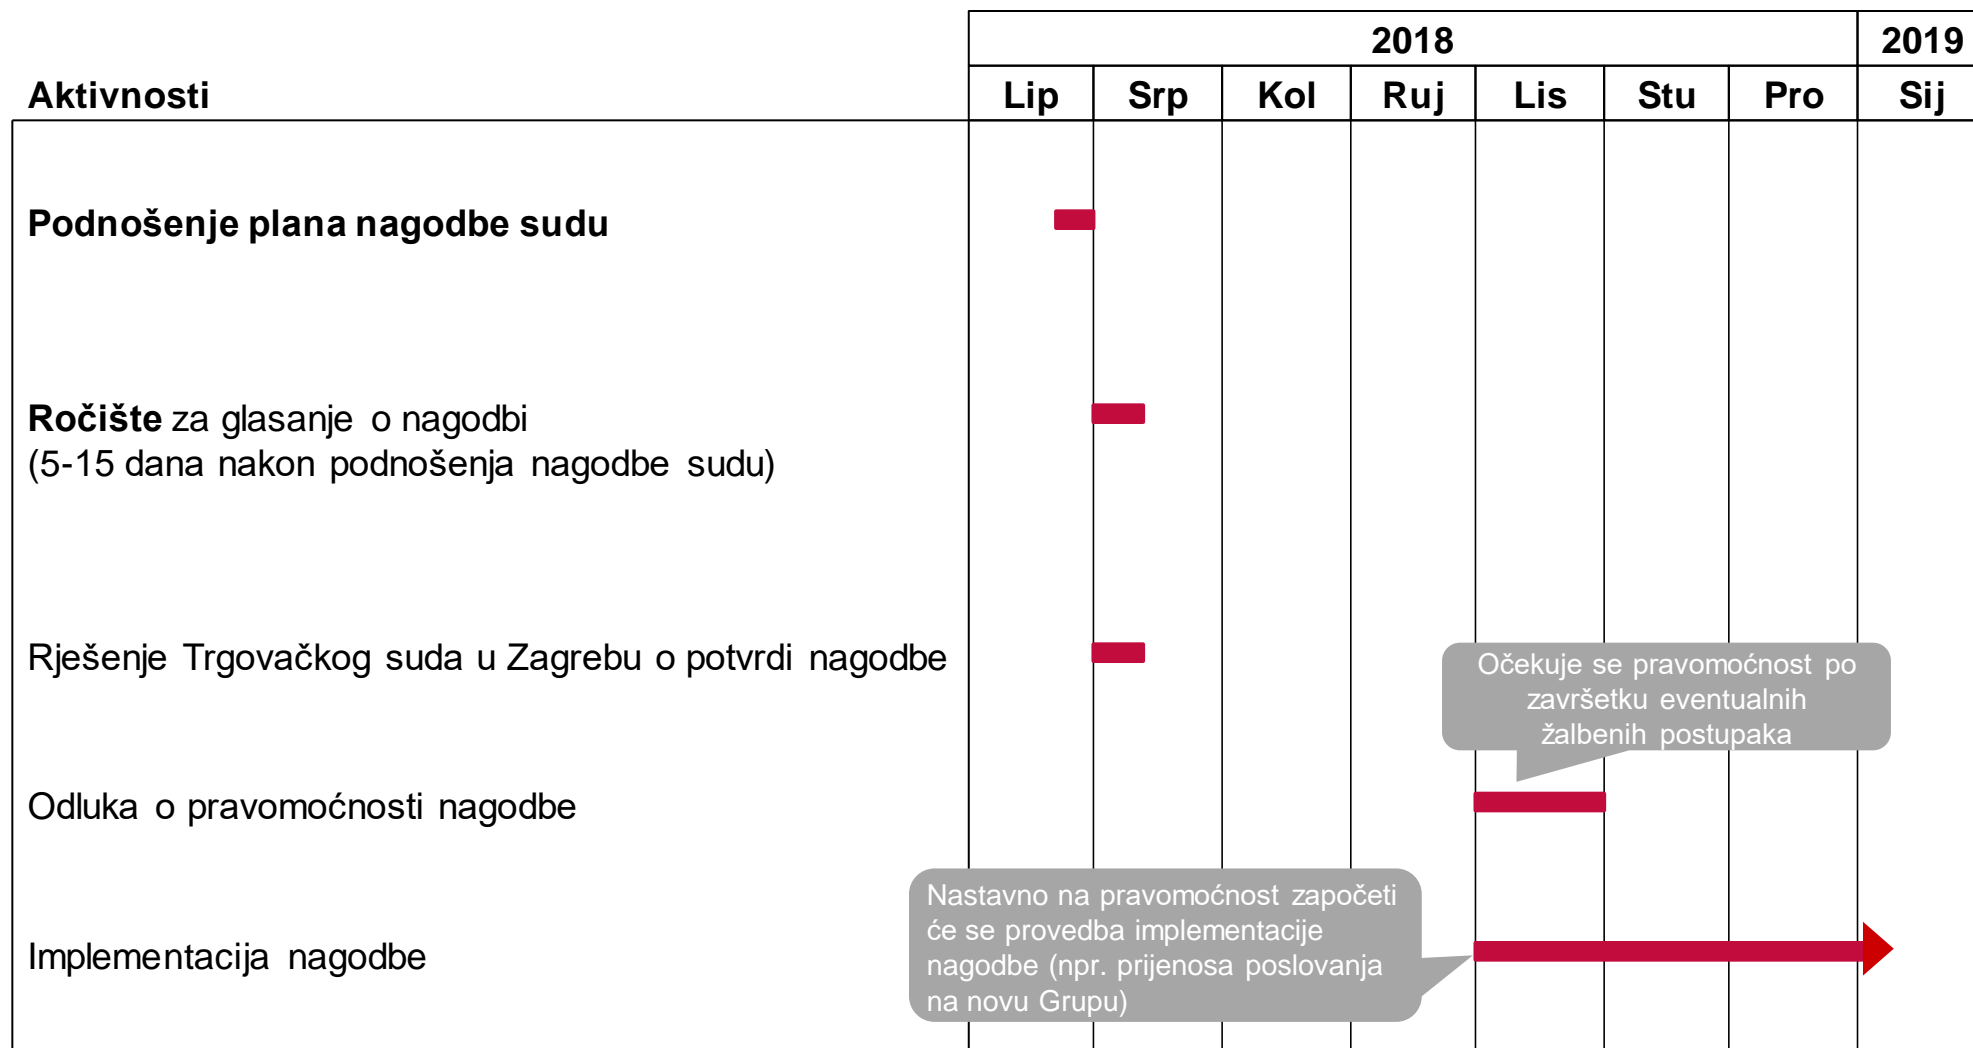 2018 2019
Aktivnosti Lip Srp Kol Ruj Lis Stu Pro Sij
Podnošenje plana nagodbe sudu
Ročište za glasanje o nagodbi
(5-15 dana nakon podnošenja nagodbe sudu)
Rješenje Trgovačkog suda u Zagrebu o potvrdi nagodbe
Očekuje se pravomoćnost po
završetku eventualnih
žalbenih postupaka
Odluka o pravomoćnosti nagodbe
Nastavno na pravomoćnost započeti
će se provedba implementacije
nagodbe (npr. prijenosa poslovanja
na novu Grupu)
Implementacija nagodbe